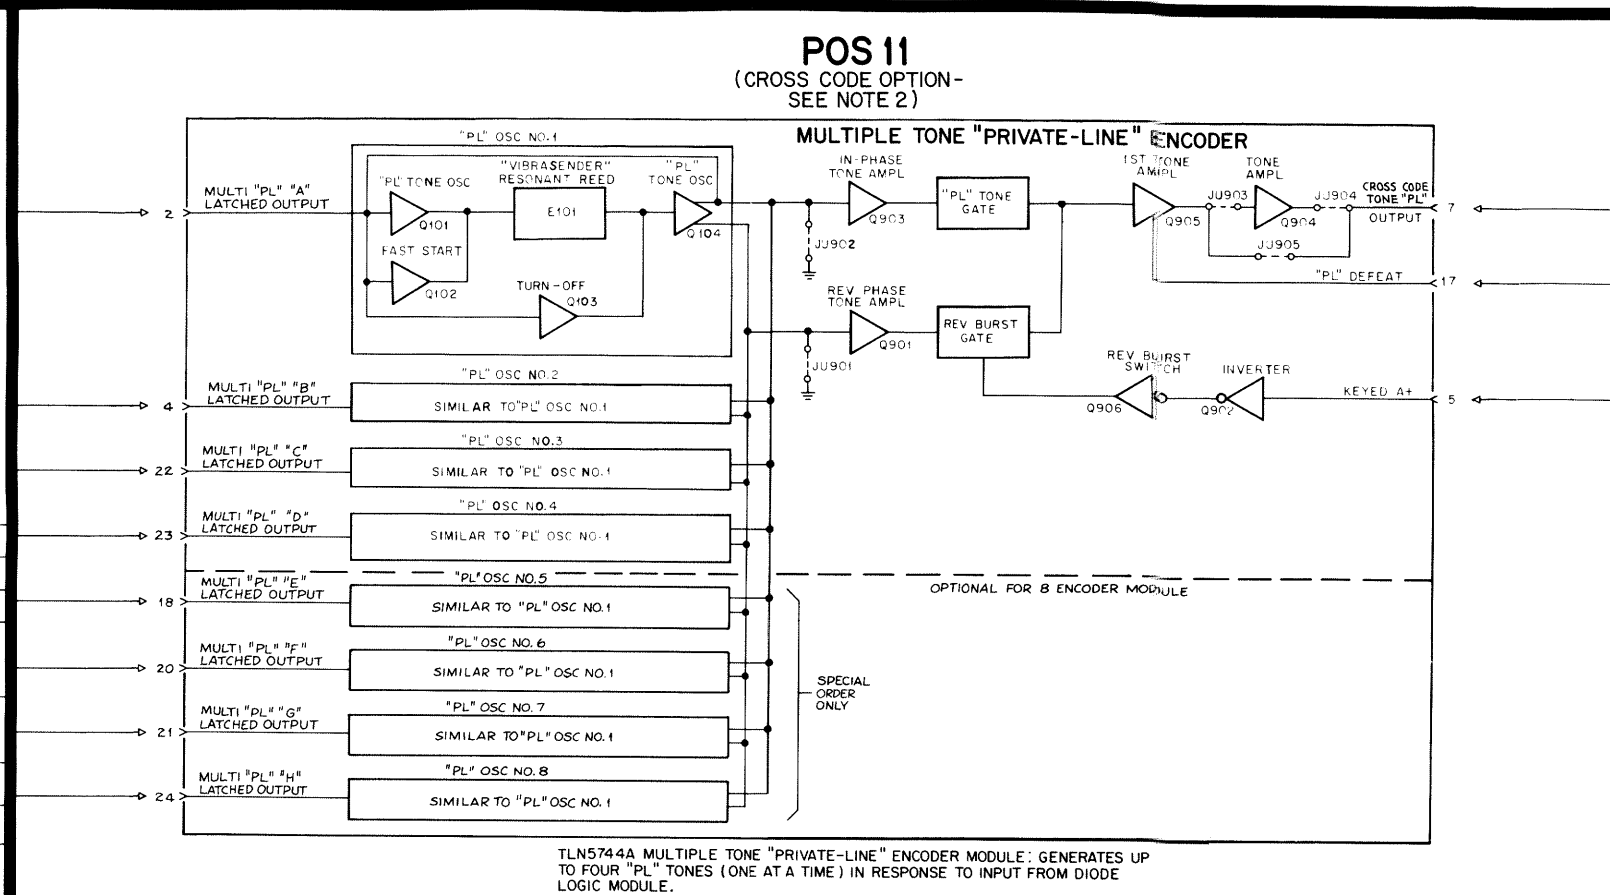 POS 11
(CROSS CODE OPTION-
SEE NOTE 2)
MULTIPLE TONE "PRIVATE-LINE" ENCODER
"PL" OSC NO.1
"PL" TONE OSC
Q101
FAST START
Q102
"VIBRASENDER"
RESONANT REED
E101
TURN-OFF
Q103
"PL"
TONE OSC
Q104
IN-PHASE
TONE AMPL
Q903
JU902
"PL" TONE
GATE
1ST TONE
AMPL
Q905
JU903
TONE
AMPL
Q904
JU904
JU905
CROSS CODE
TONE "PL"
OUTPUT
7
"PL" DEFEAT
17
REV PHASE
TONE AMPL
Q901
JU901
REV BURST
GATE
REV BURST
SWITCH
Q906
INVERTER
Q902
KEYED A+
5
MULTI "PL" "A"
LATCHED OUTPUT
2
MULTI "PL" "B"
LATCHED OUTPUT
4
"PL" OSC NO.2
SIMILAR TO "PL" OSC NO.1
MULTI "PL" "C"
LATCHED OUTPUT
22
"PL" OSC NO.3
SIMILAR TO "PL" OSC NO.1
MULTI "PL" "D"
LATCHED OUTPUT
23
"PL" OSC NO.4
SIMILAR TO "PL" OSC NO.1
OPTIONAL FOR 8 ENCODER MODULE
MULTI "PL" "E"
LATCHED OUTPUT
18
"PL" OSC NO.5
SIMILAR TO "PL" OSC NO.1
MULTI "PL" "F"
LATCHED OUTPUT
20
"PL" OSC NO. 6
SIMILAR TO "PL" OSC NO.1
MULTI "PL" "G"
LATCHED OUTPUT
21
"PL" OSC NO. 7
SIMILAR TO "PL" OSC NO.1
MULTI "PL" "H"
LATCHED OUTPUT
24
"PL" OSC NO. 8
SIMILAR TO "PL" OSC NO.1
SPECIAL
ORDER
ONLY
TLN5744A MULTIPLE TONE "PRIVATE-LINE" ENCODER MODULE: GENERATES UP
TO FOUR "PL" TONES (ONE AT A TIME) IN RESPONSE TO INPUT FROM DIODE
LOGIC MODULE.